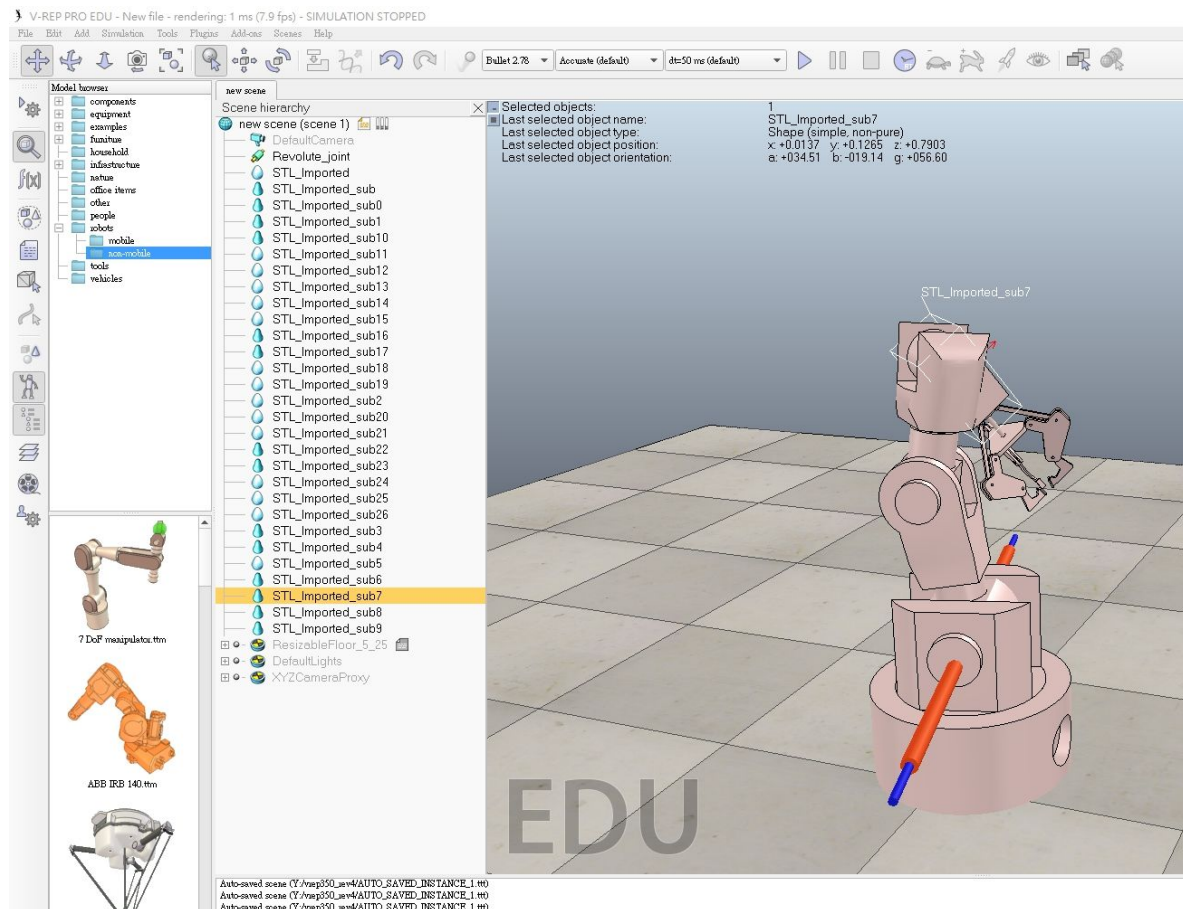 V-REP PRO EDU - New file - rendering: 1 ms (7.9 fps) - SIMULATION STOPPED
File Edit Add Simulation Tools Plugins Add-ons Scenes Help
Bullet 2.78 Accurate (default) dt=50 ms (default)
Model browser
components
equipment
examples
furniture
household
infrastructure
nature
office items
other
people
robots
mobile
non-mobile
tools
vehicles
7 DoF manipulator.ttm
ABB IRB 140.ttm
new scene
Scene hierarchy
new scene (scene 1)
DefaultCamera
Revolute_joint
STL_Imported
STL_Imported_sub
STL_Imported_sub0
STL_Imported_sub1
STL_Imported_sub10
STL_Imported_sub11
STL_Imported_sub12
STL_Imported_sub13
STL_Imported_sub14
STL_Imported_sub15
STL_Imported_sub16
STL_Imported_sub17
STL_Imported_sub18
STL_Imported_sub19
STL_Imported_sub2
STL_Imported_sub20
STL_Imported_sub21
STL_Imported_sub22
STL_Imported_sub23
STL_Imported_sub24
STL_Imported_sub25
STL_Imported_sub26
STL_Imported_sub3
STL_Imported_sub4
STL_Imported_sub5
STL_Imported_sub6
STL_Imported_sub7
STL_Imported_sub8
STL_Imported_sub9
ResizableFloor_5_25
DefaultLights
XYZCameraProxy
Selected objects: 1
Last selected object name: STL_Imported_sub7
Last selected object type: Shape (simple, non-pure)
Last selected object position: x: +0.0137 y: +0.1265 z: +0.7903
Last selected object orientation: a: +034.51 b: -019.14 g: +056.60
STL_Imported_sub7
EDU
Auto-saved scene (Y:/vrep350_rev4/AUTO_SAVED_INSTANCE_1.ttt)
Auto-saved scene (Y:/vrep350_rev4/AUTO_SAVED_INSTANCE_1.ttt)
Auto-saved scene (Y:/vrep350_rev4/AUTO_SAVED_INSTANCE_1.ttt)